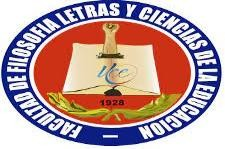 FACULTAD DE FILOSOFIA LETRAS Y CIENCIAS DE LA EDUCACION
1928